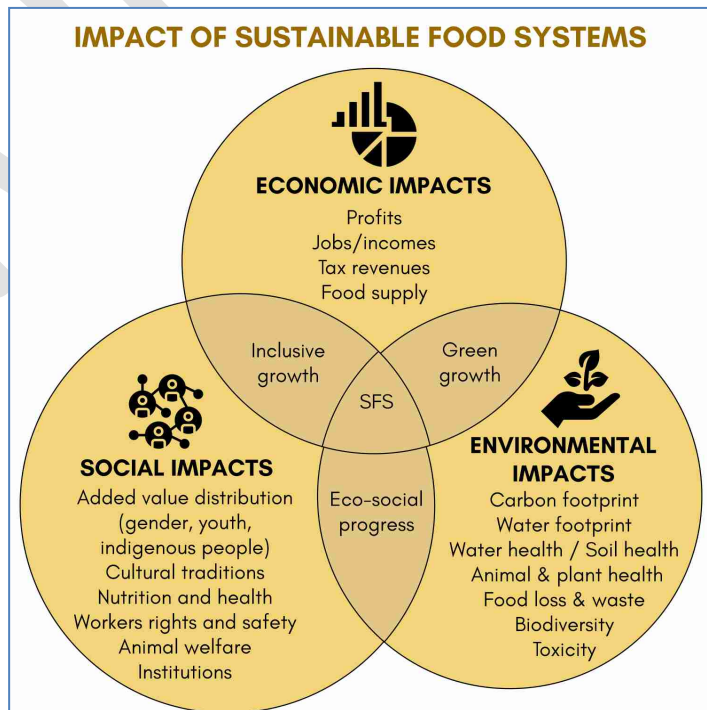 IMPACT OF SUSTAINABLE FOOD SYSTEMS
ECONOMIC IMPACTS
Profits
Jobs/incomes
Tax revenues
Food supply
Inclusive
growth
Green
growth
SFS
SOCIAL IMPACTS
Added value distribution
(gender, youth,
indigenous people)
Cultural traditions
Nutrition and health
Workers rights and safety
Animal welfare
Institutions
Eco-social
progress
ENVIRONMENTAL
IMPACTS
Carbon footprint
Water footprint
Water health / Soil health
Animal & plant health
Food loss & waste
Biodiversity
Toxicity